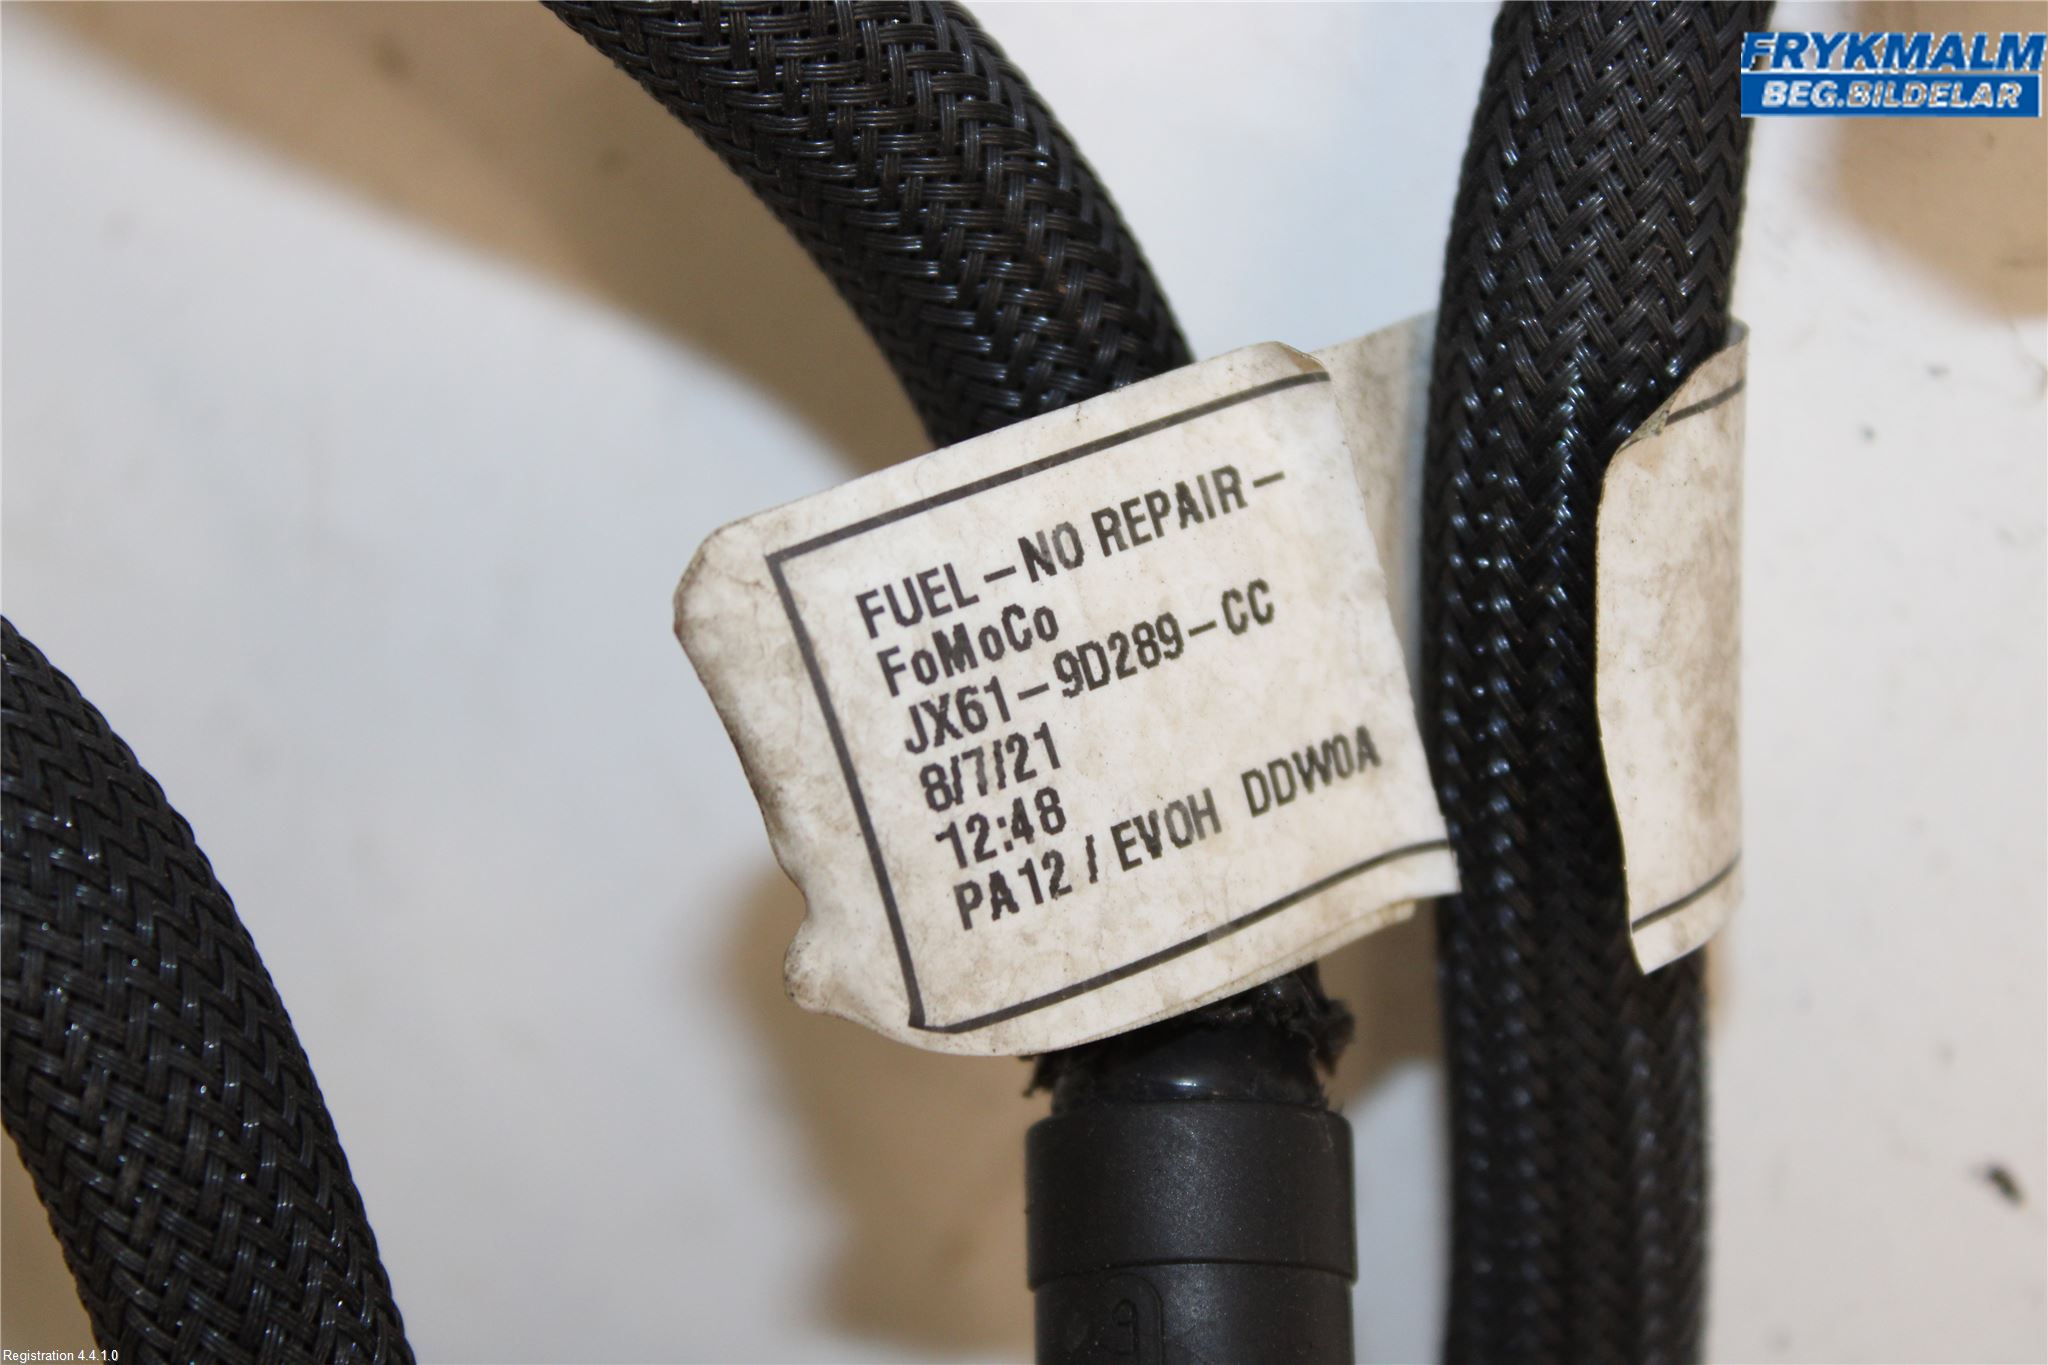 FRYKMALM
BEG.BILDELAR
FUEL-NO REPAIR-
FoMoCo
JX61-9D289-CC
8/7/21
12:48
PA12 / EVOH DDW0A
Registration 4.4.1.0